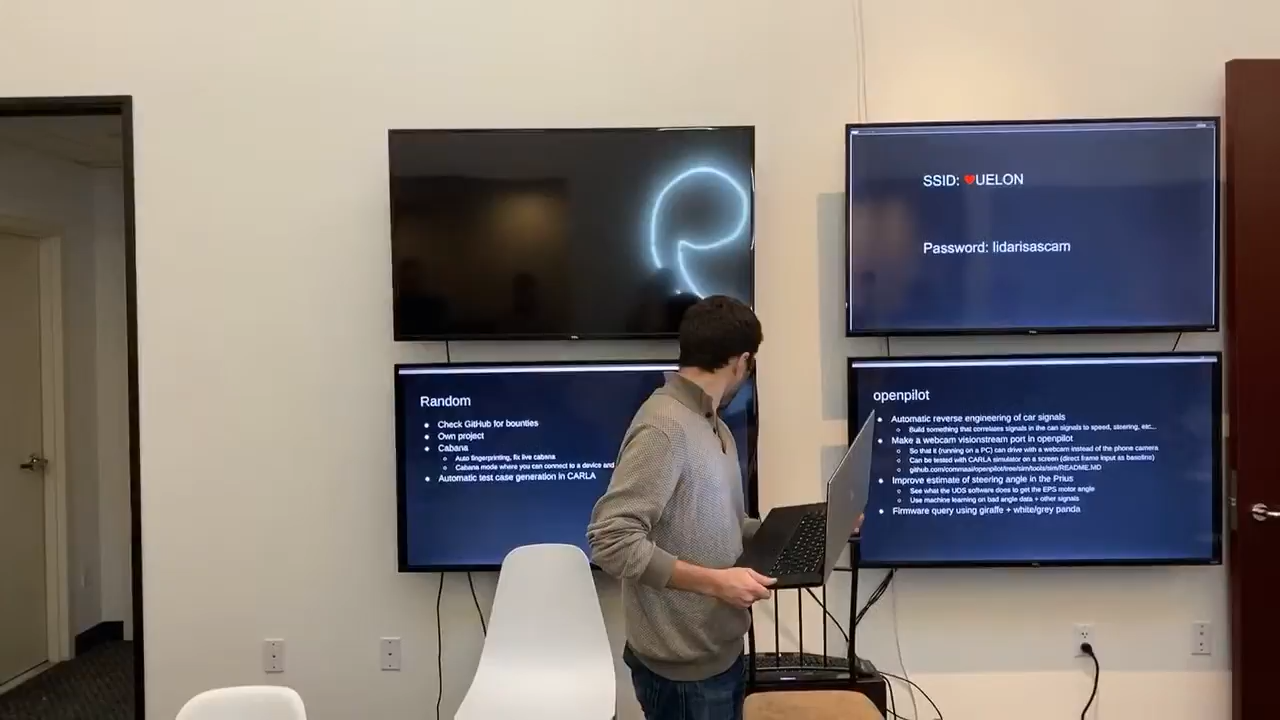 SSID: ❤UELON
Password: lidarisascam
Random
Check GitHub for bounties
Own project
Cabana
Auto fingerprinting, fix live cabana
Cabana mode where you can connect to a device and
Automatic test case generation in CARLA
openpilot
Automatic reverse engineering of car signals
Build something that correlates signals in the can signals to speed, steering, etc...
Make a webcam visionstream port in openpilot
So that it (running on a PC) can drive with a webcam instead of the phone camera
Can be tested with CARLA simulator on a screen (direct frame input as baseline)
github.com/commaai/openpilot/tree/sim/tools/sim/README.MD
Improve estimate of steering angle in the Prius
See what the UDS software does to get the EPS motor angle
Use machine learning on bad angle data + other signals
Firmware query using giraffe + white/grey panda